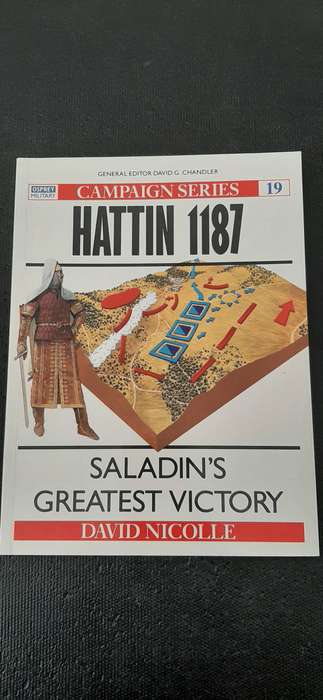 GENERAL EDITOR DAVID G. CHANDLER
OSPREY
MILITARY
CAMPAIGN SERIES
19
HATTIN 1187
SALADIN'S
GREATEST VICTORY
DAVID NICOLLE